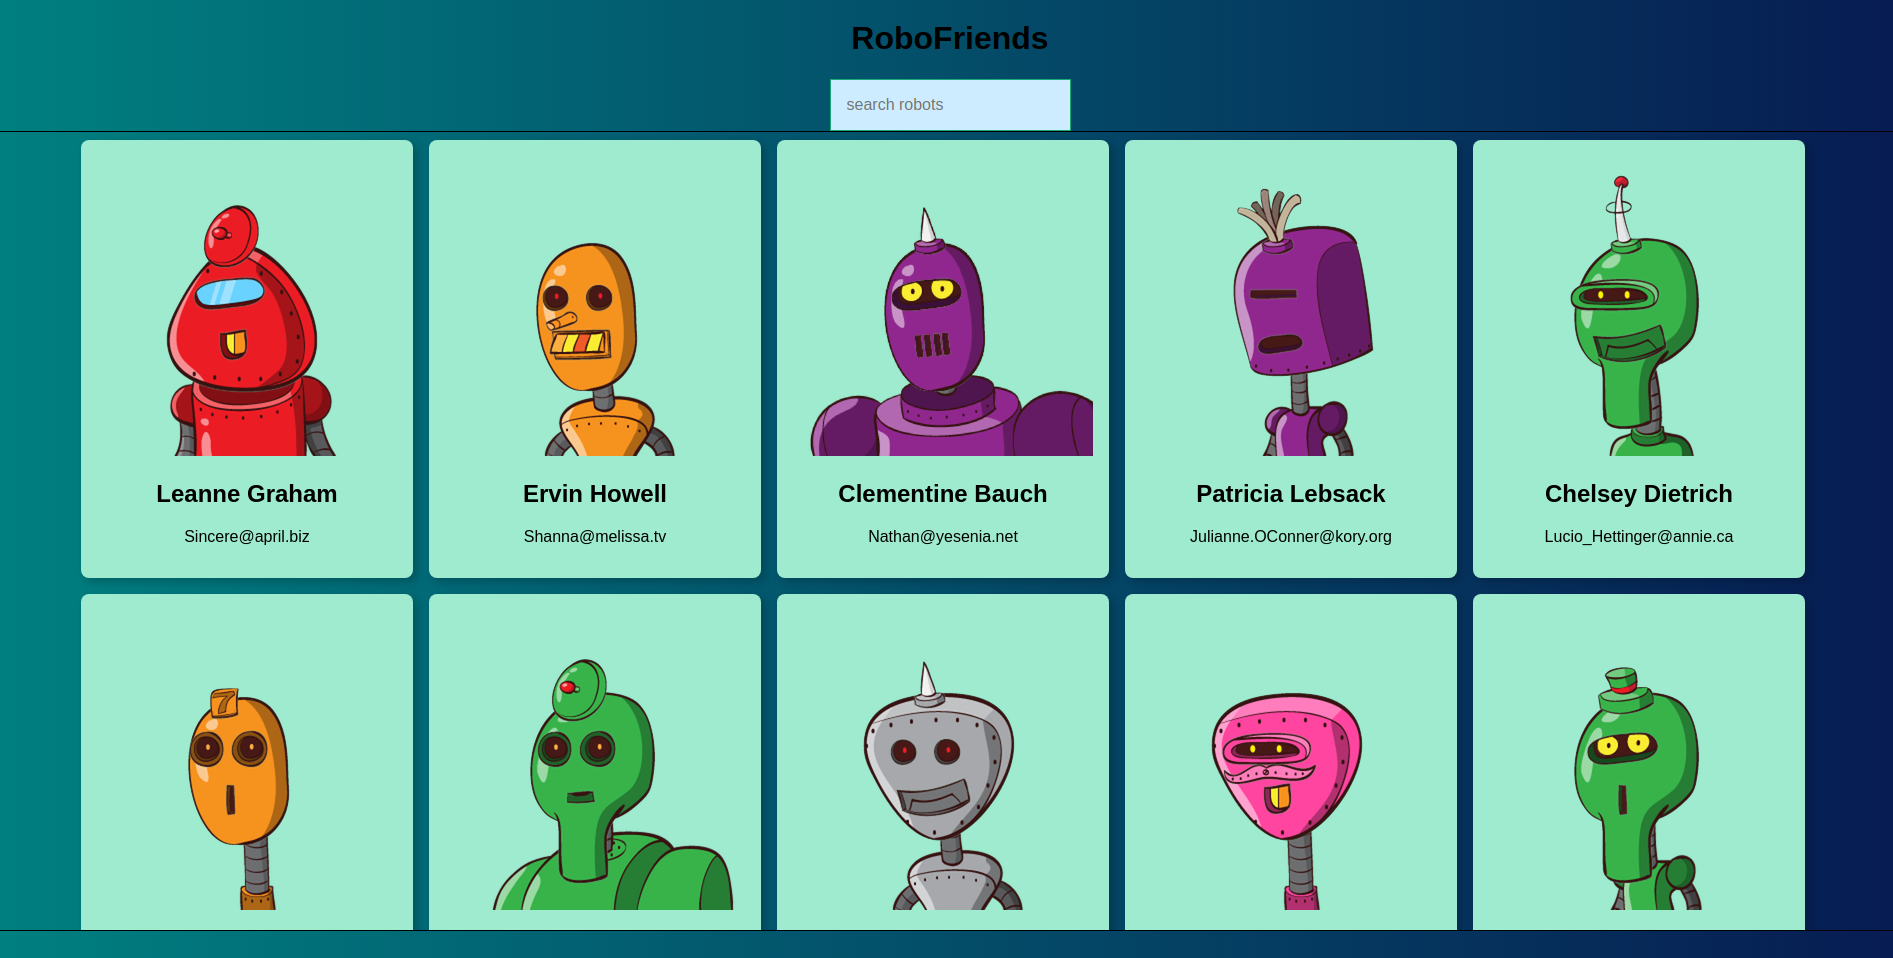 RoboFriends
search robots
Leanne Graham
Sincere@april.biz
Ervin Howell
Shanna@melissa.tv
Clementine Bauch
Nathan@yesenia.net
Patricia Lebsack
Julianne.OConner@kory.org
Chelsey Dietrich
Lucio_Hettinger@annie.ca
7